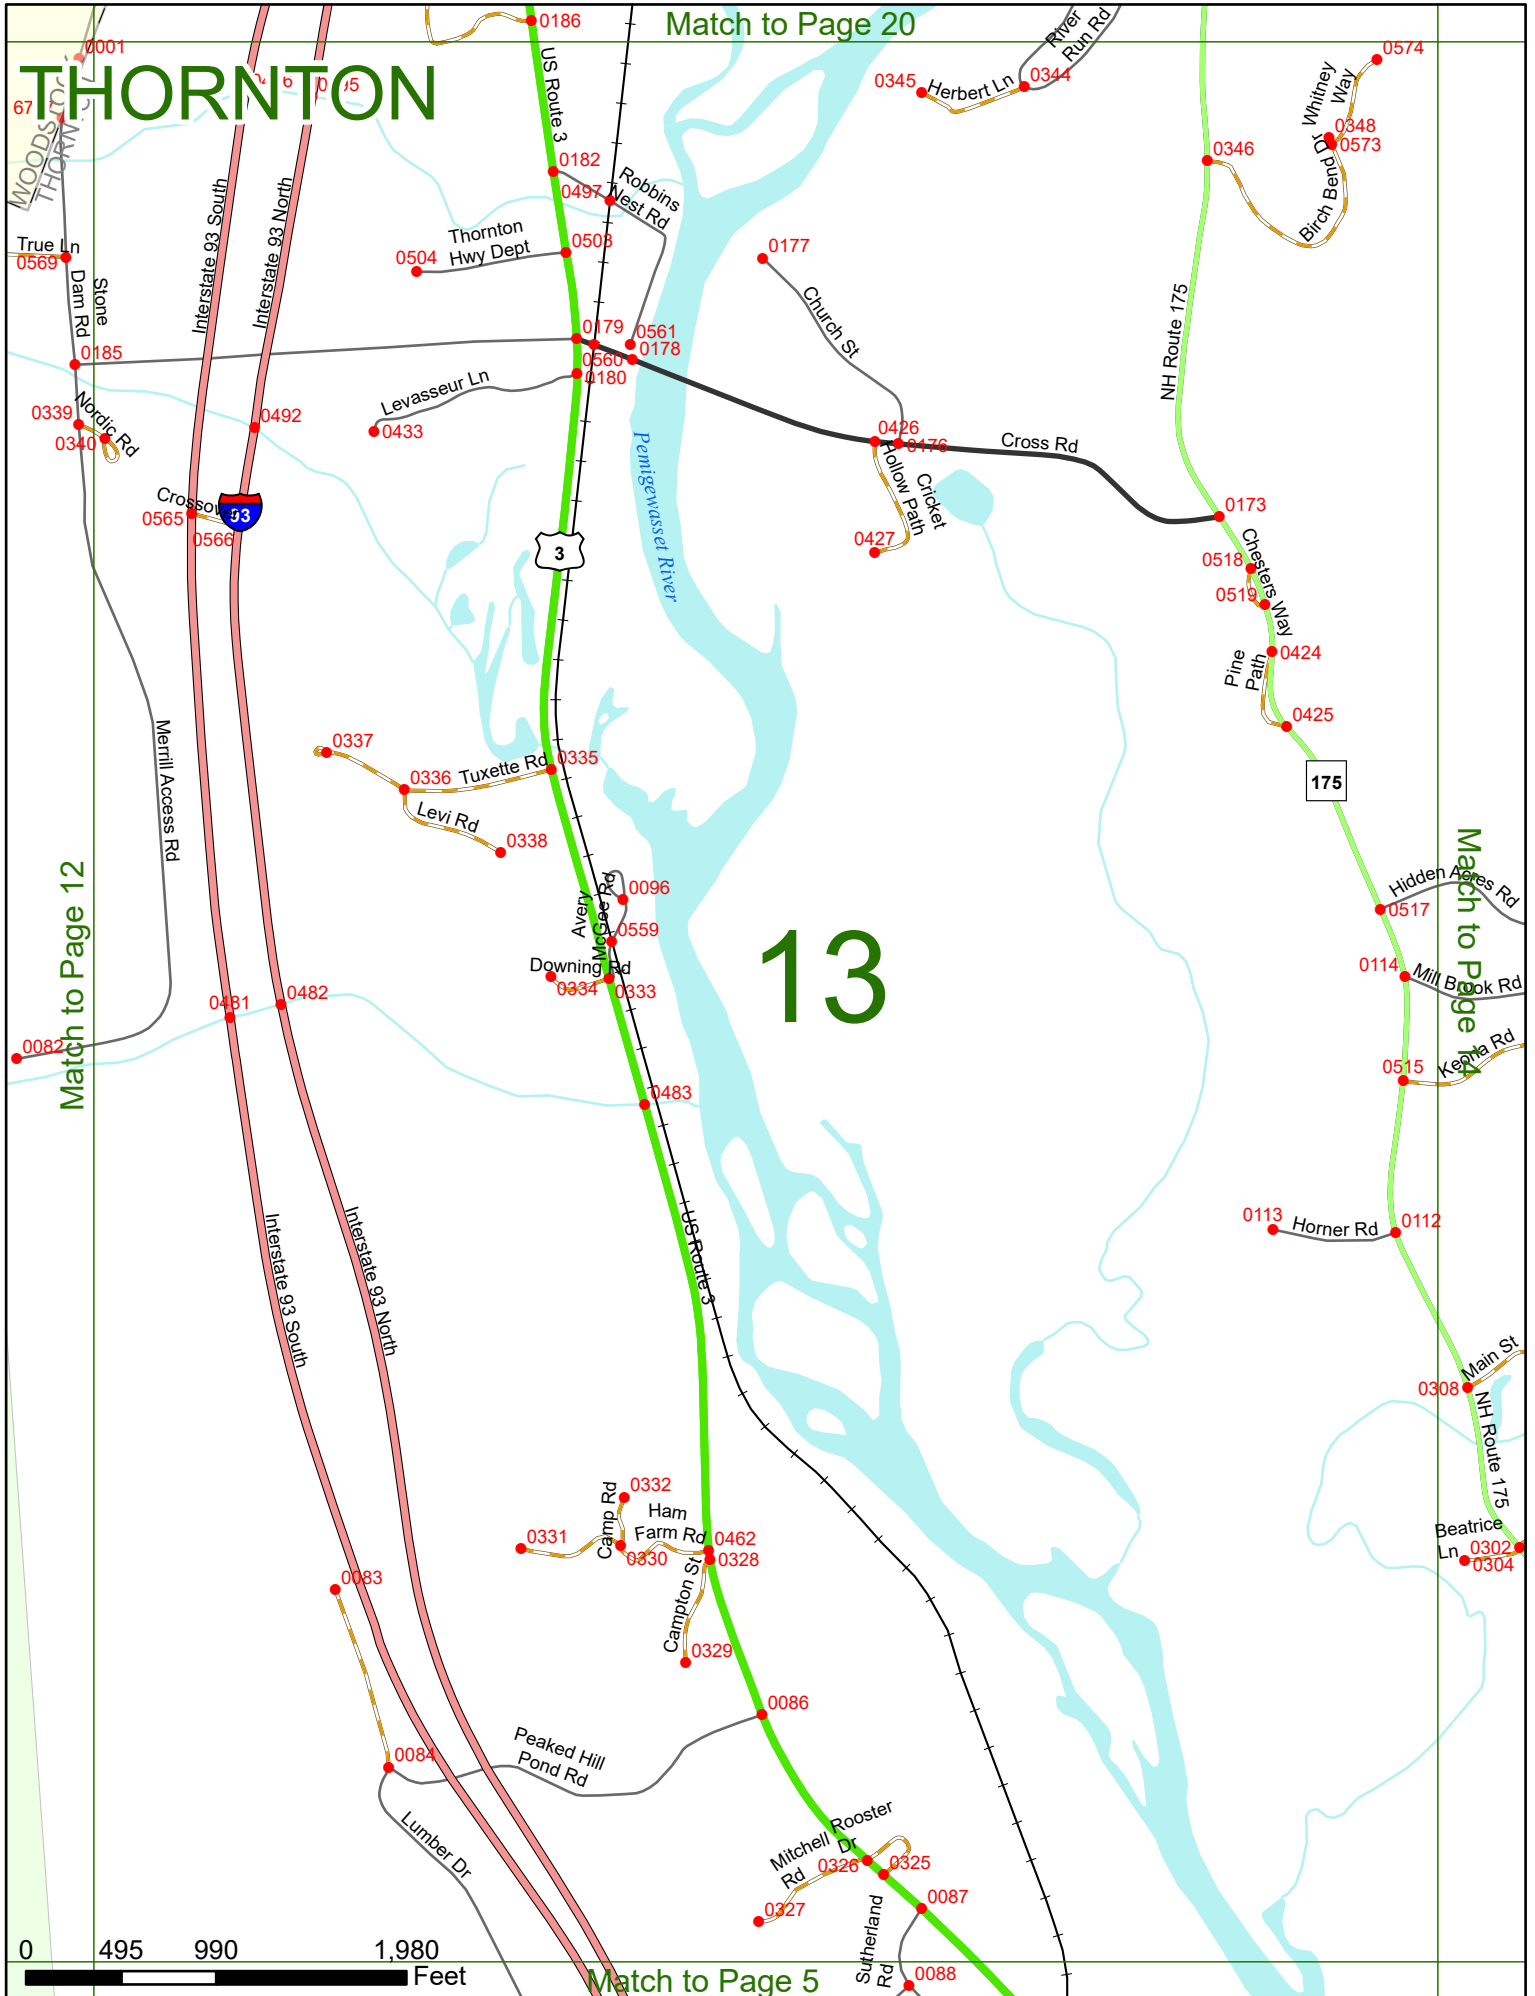 Match to Page 20
THORNTON
13
Match to Page 12
Match to Page 14
Match to Page 5
0001
0186
US Route 3
River
Run Rd
0574
0345
Herbert Ln
0344
Whitney
Way
0348
0573
Birch Bend Dr
0346
WOODSTOCK
THORNTON
0182
0497
Robbins
Nest Rd
Interstate 93 South
Interstate 93 North
True Ln
0569
Stone
Dam Rd
Thornton
Hwy Dept
0504
0503
0177
Church St
NH Route 175
0179
0561
0178
0560
0180
0185
Levasseur Ln
0433
0339
Nordic Rd
0340
0492
0426
0176
Cross Rd
Cricket
Hollow Path
0427
Pemigewasset River
Crossover
0565
0566
93
3
0173
0518
Chesters Way
0519
0424
Pine
Path
0425
175
Merrill Access Rd
0337
0336
Tuxette Rd
0335
Levi Rd
0338
0096
Avery
McGee Rd
0559
Downing Rd
0334
0333
Hidden Acres Rd
0517
0114
Mill Brook Rd
Keona Rd
0515
0481
0482
0082
0483
US Route 3
0113
Horner Rd
0112
Interstate 93 South
Interstate 93 North
Main St
0308
NH Route 175
0332
Camp Rd
Ham
Farm Rd
0331
0330
0462
0328
Campton St
0329
Beatrice
Ln
0302
0304
0083
0084
0086
Peaked Hill
Pond Rd
Lumber Dr
Rooster
Dr
Mitchell
Rd
0326
0325
0327
0087
Sutherland
Rd
0088
0 495 990 1,980
Feet